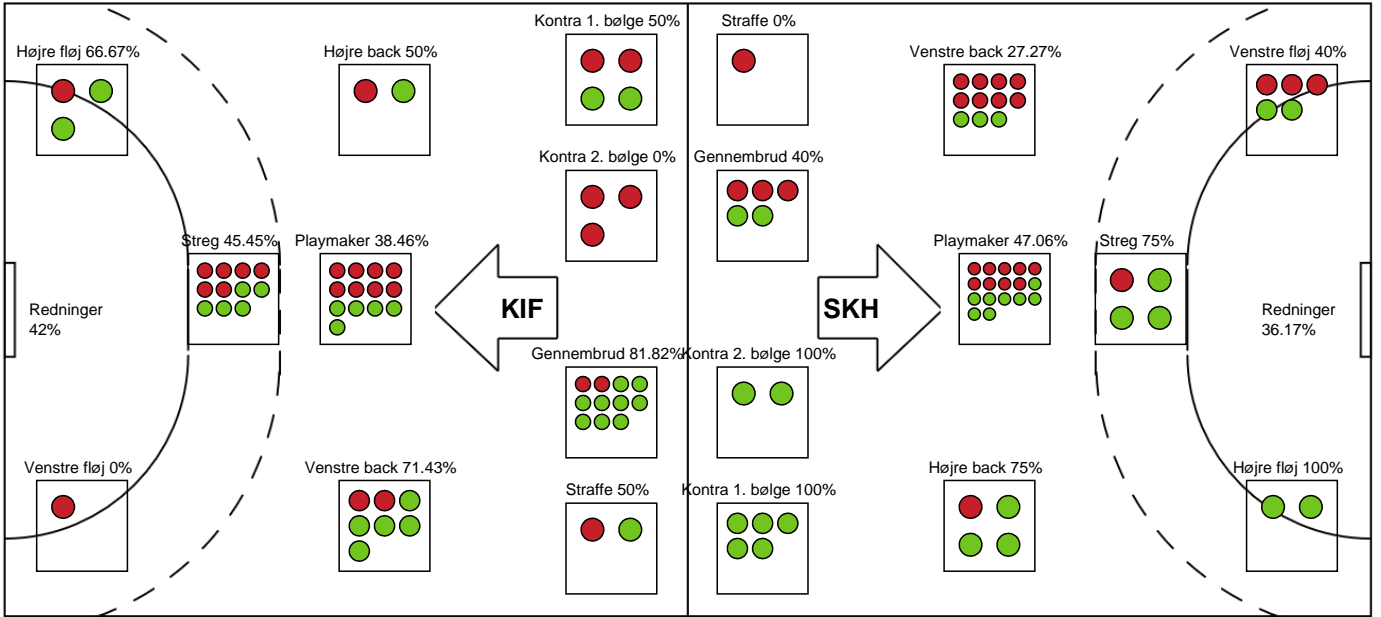 Kontra 1. bølge 50%
Straffe 0%
Højre fløj 66.67%
Højre back 50%
Venstre back 27.27%
Venstre fløj 40%
Kontra 2. bølge 0%
Gennembrud 40%
Streg 45.45%
Playmaker 38.46%
Playmaker 47.06%
Streg 75%
Redninger
42%
KIF
SKH
Redninger
36.17%
Gennembrud 81.82%
Kontra 2. bølge 100%
Venstre fløj 0%
Venstre back 71.43%
Straffe 50%
Kontra 1. bølge 100%
Højre back 75%
Højre fløj 100%